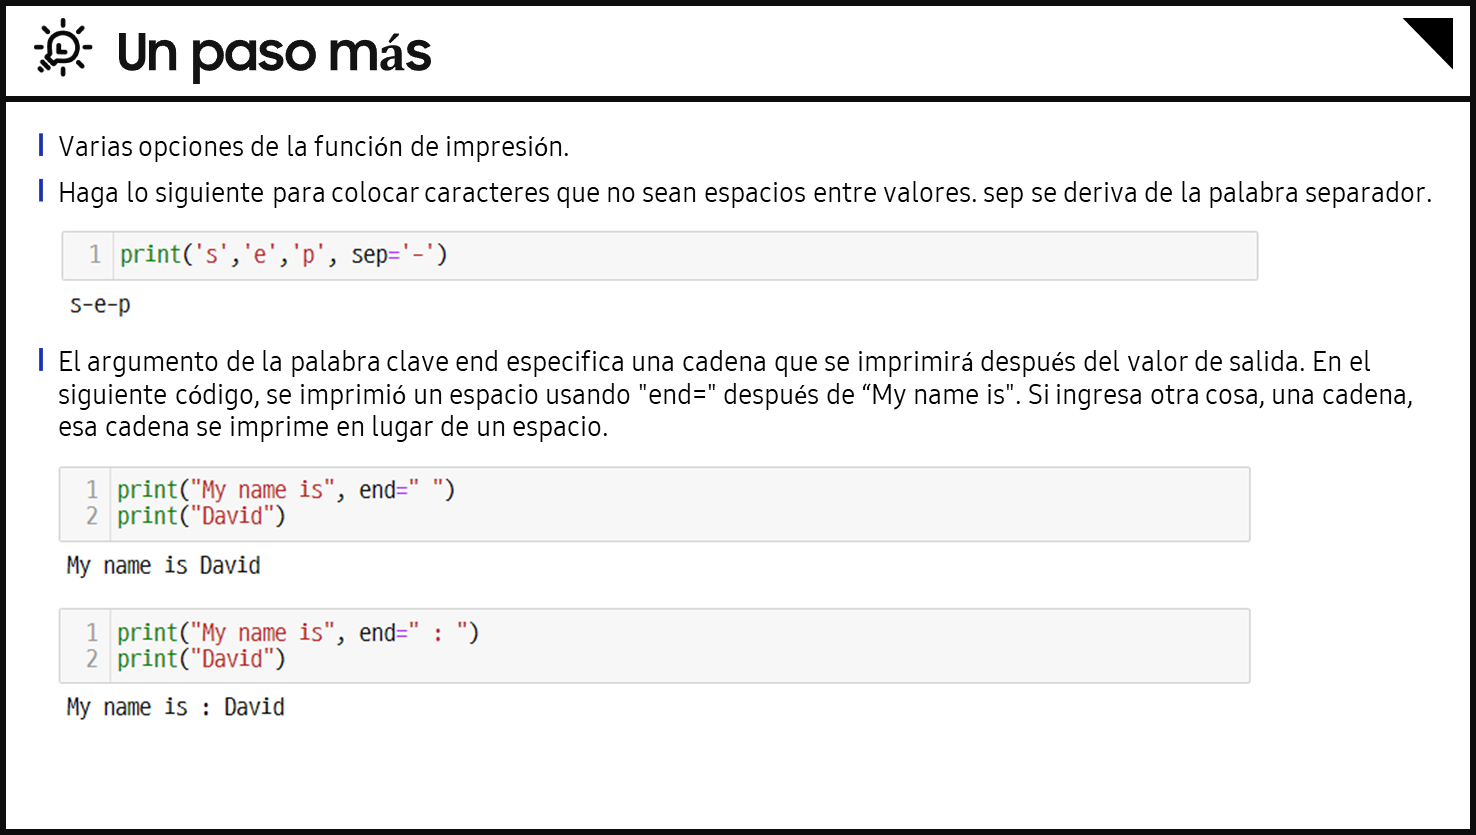 Un paso más
Varias opciones de la función de impresión.
Haga lo siguiente para colocar caracteres que no sean espacios entre valores. sep se deriva de la palabra separador.
1 print('s','e','p', sep='-')
s-e-p
El argumento de la palabra clave end especifica una cadena que se imprimirá después del valor de salida. En el
siguiente código, se imprimió un espacio usando "end=" después de “My name is". Si ingresa otra cosa, una cadena,
esa cadena se imprime en lugar de un espacio.
1 print("My name is", end=" ")
2 print("David")
My name is David
1 print("My name is", end=" : ")
2 print("David")
My name is : David